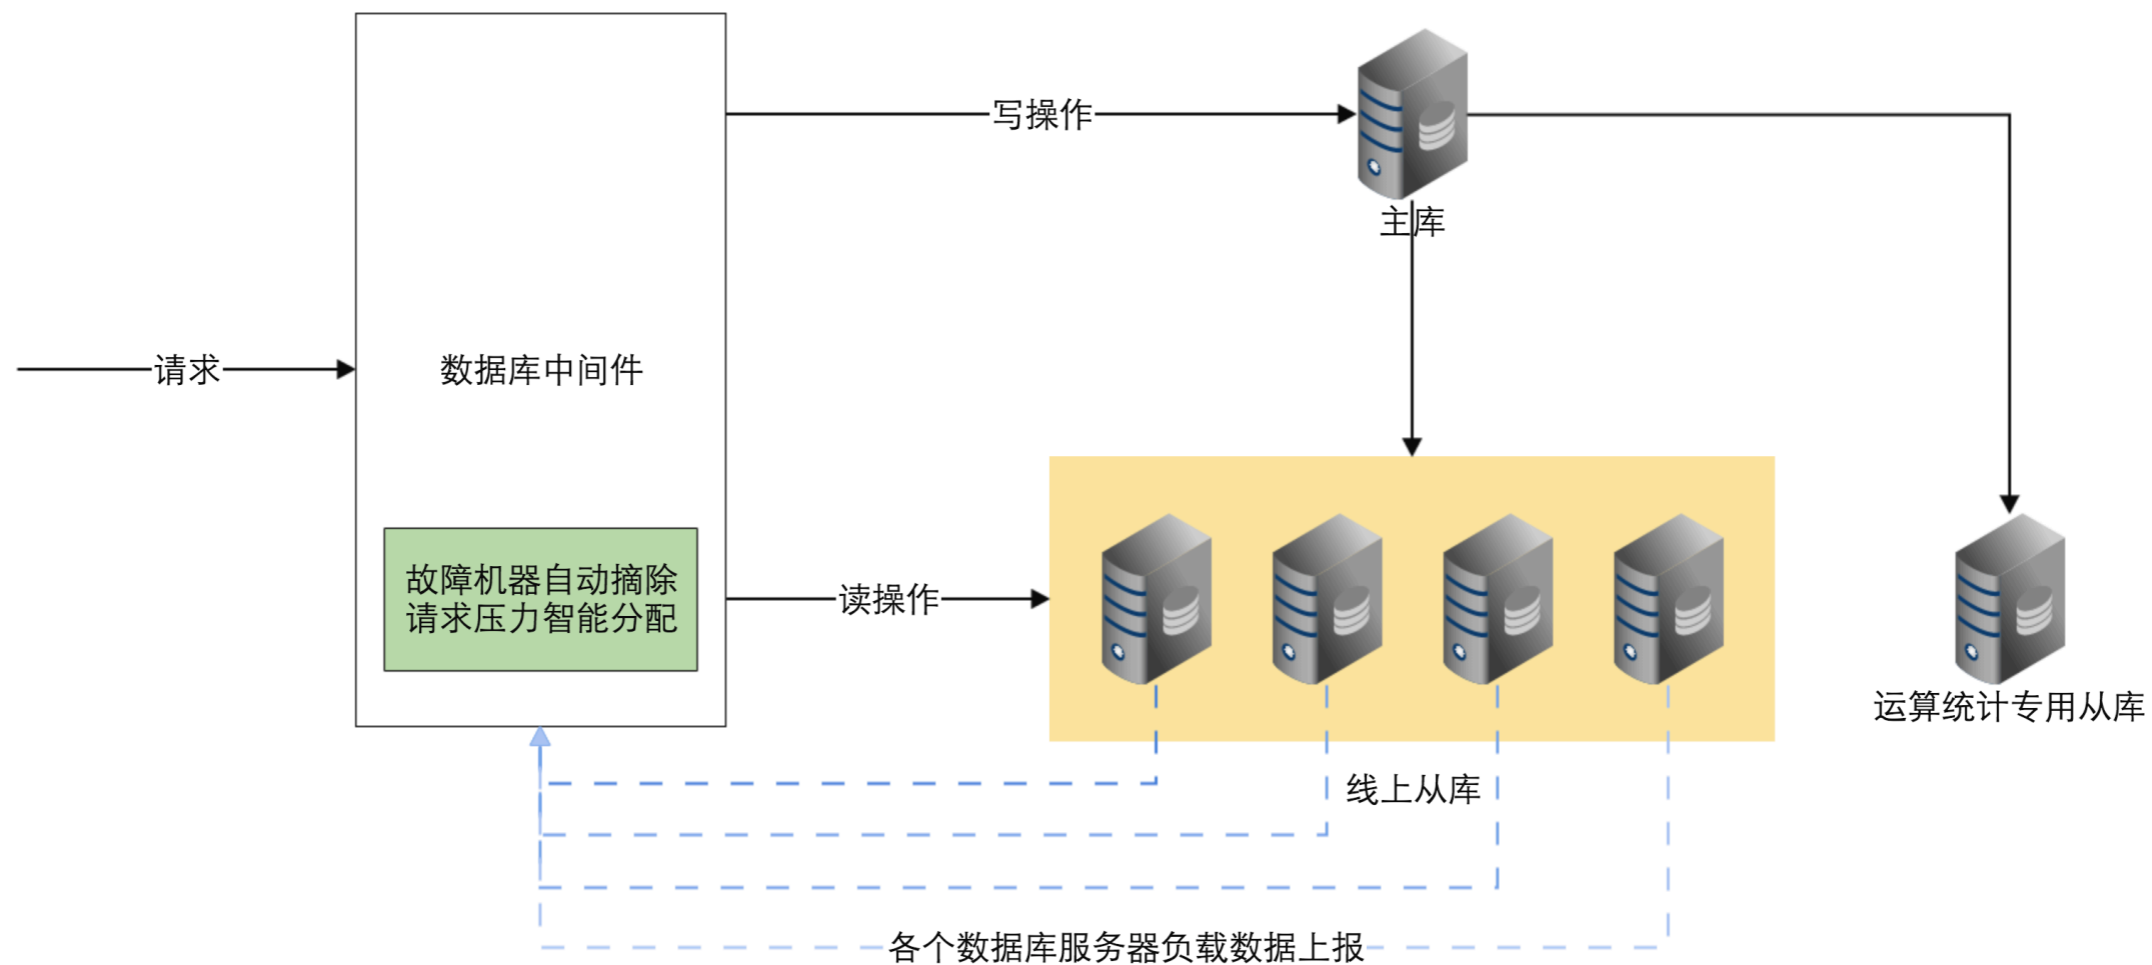 写操作
主库
请求
数据库中间件
故障机器自动摘除
请求压力智能分配
读操作
运算统计专用从库
线上从库
各个数据库服务器负载数据上报